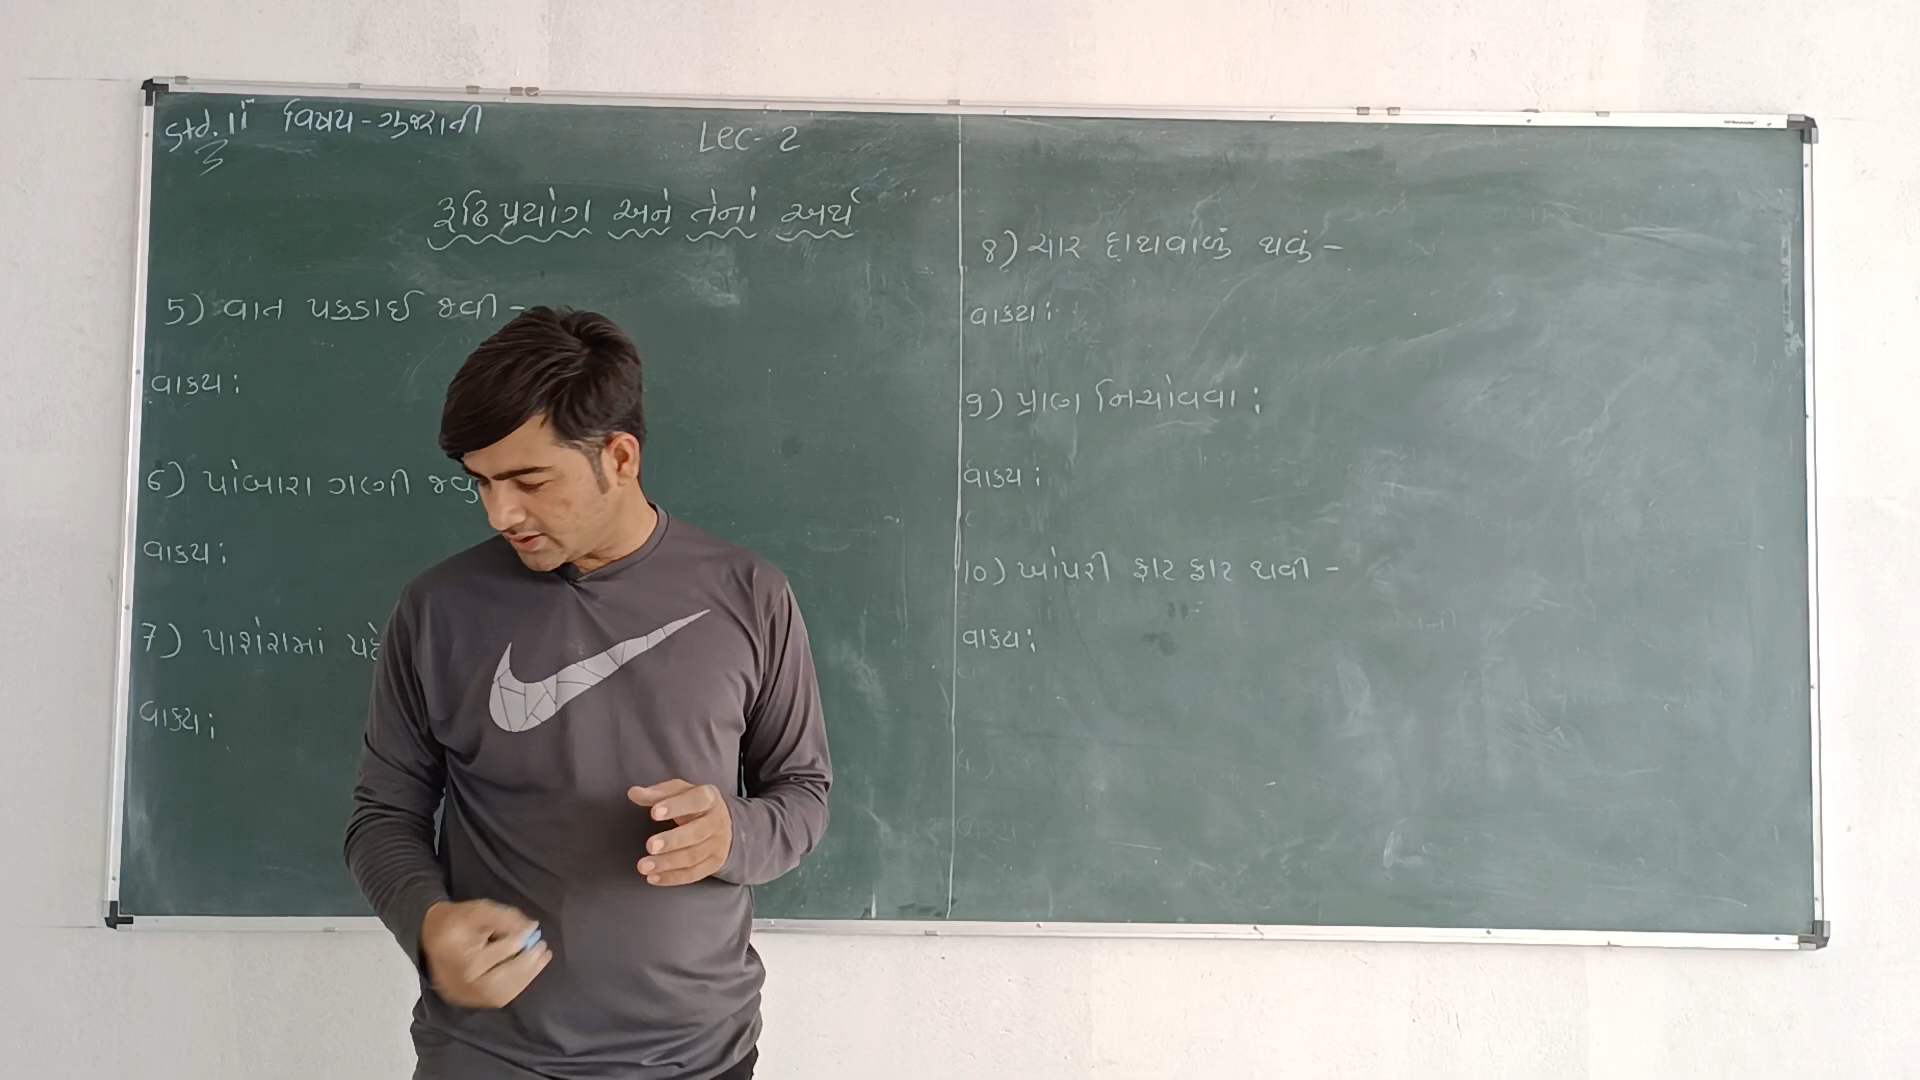 Std. 11 વિષય - ગુજરાતી
Lec - 2
રૂઢિપ્રયોગ અને તેનાં અર્થ
5) વાત પકડાઈ જવી -
વાક્ય :
6) પોબારા ગણી જવું
વાક્ય :
7) પાશેરામાં
વાક્ય :
8) ચાર હાથવાળું થવું -
વાક્ય :
9) પ્રાણ નિચોવવા :
વાક્ય :
10) ખોપરી ફાટ ફાટ થવી -
વાક્ય :